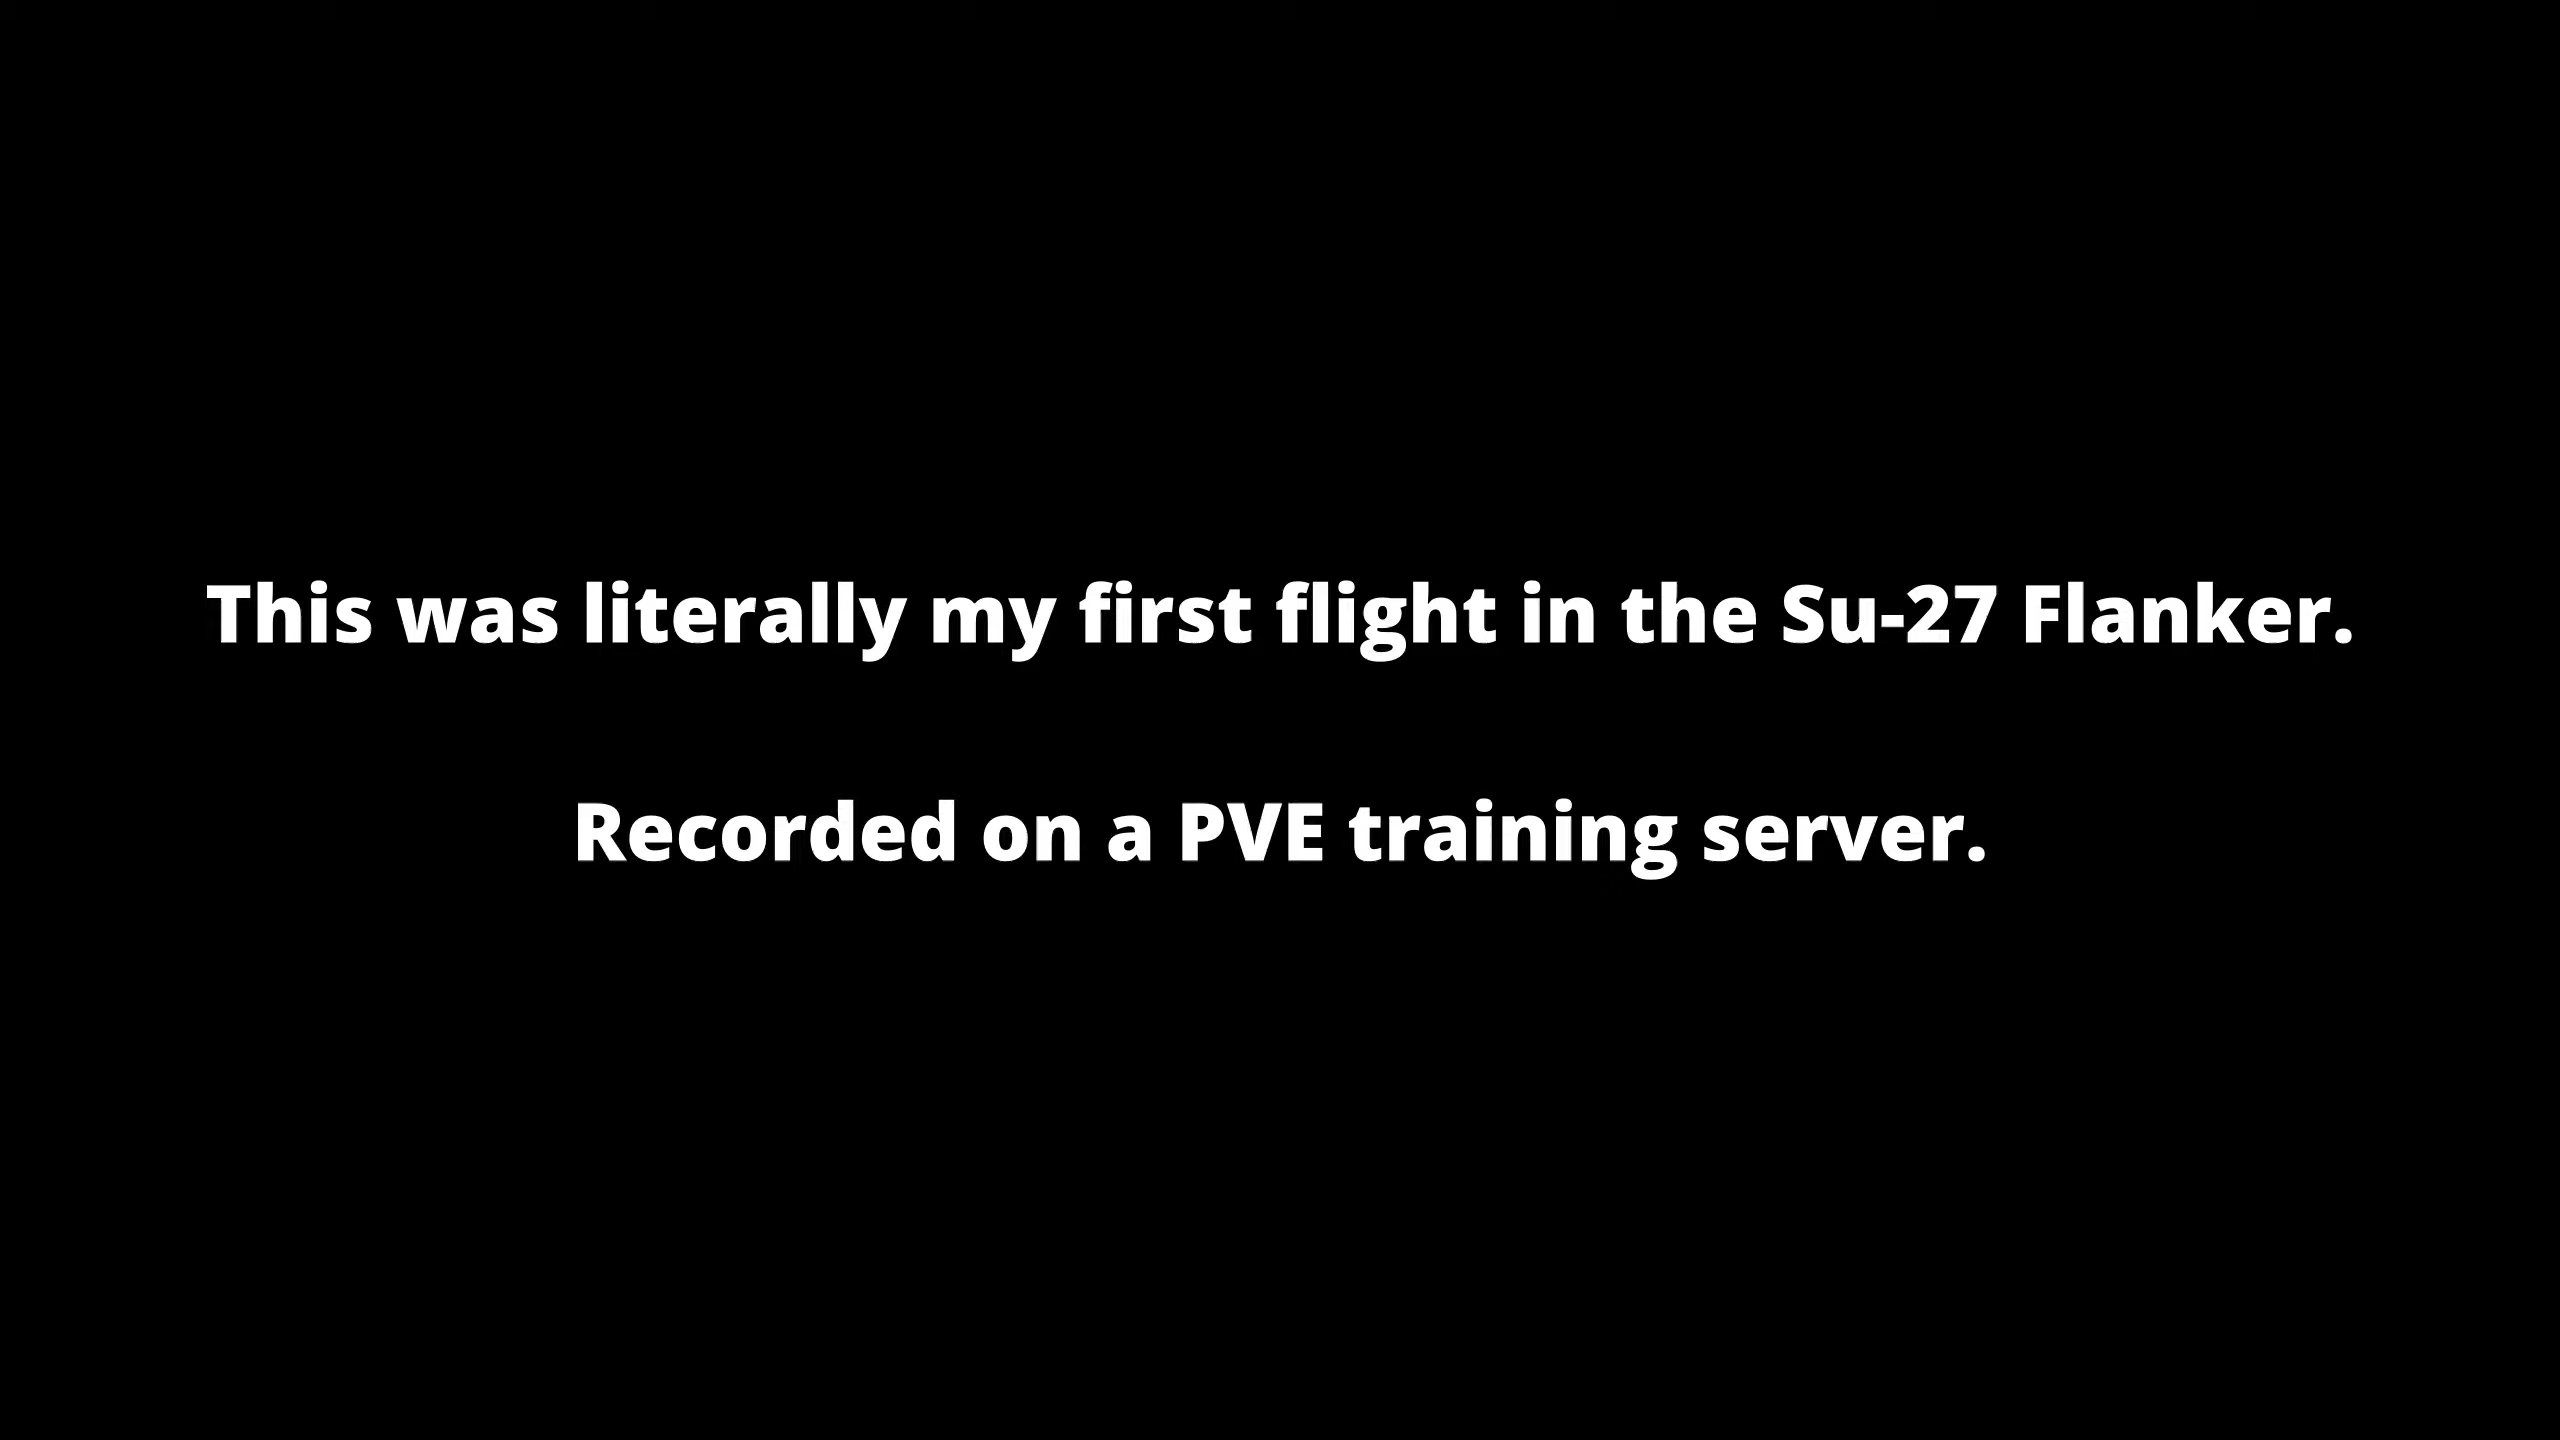 This was literally my first flight in the Su-27 Flanker.
Recorded on a PVE training server.